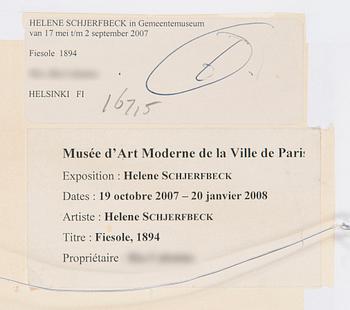 HELENE SCHJERFBECK in Gemeentemuseum
van 17 mei t/m 2 september 2007
Fiesole 1894
HELSINKI FI
167,5
Musée d'Art Moderne de la Ville de Paris
Exposition : Helene SCHJERFBECK
Dates : 19 octobre 2007 – 20 janvier 2008
Artiste : Helene SCHJERFBECK
Titre : Fiesole, 1894
Propriétaire :